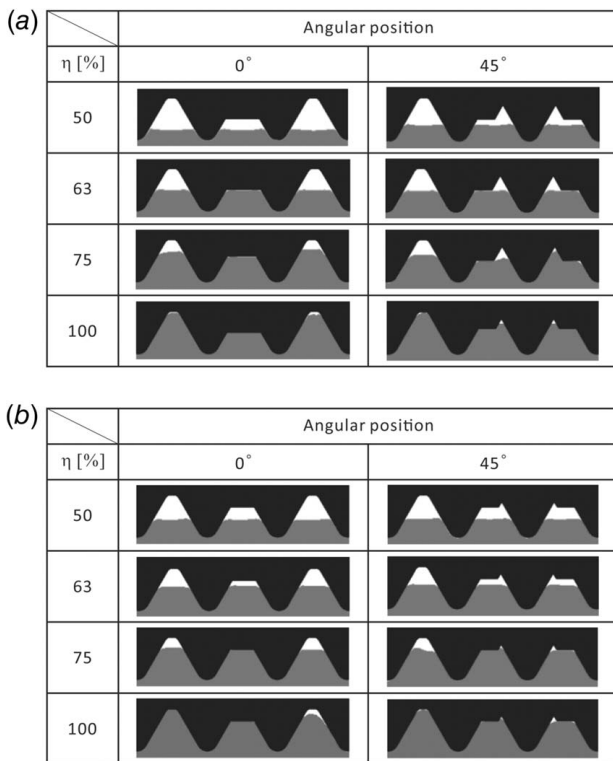 (a)
Angular position
η [%] 0° 45°
50
63
75
100
(b)
Angular position
η [%] 0° 45°
50
63
75
100